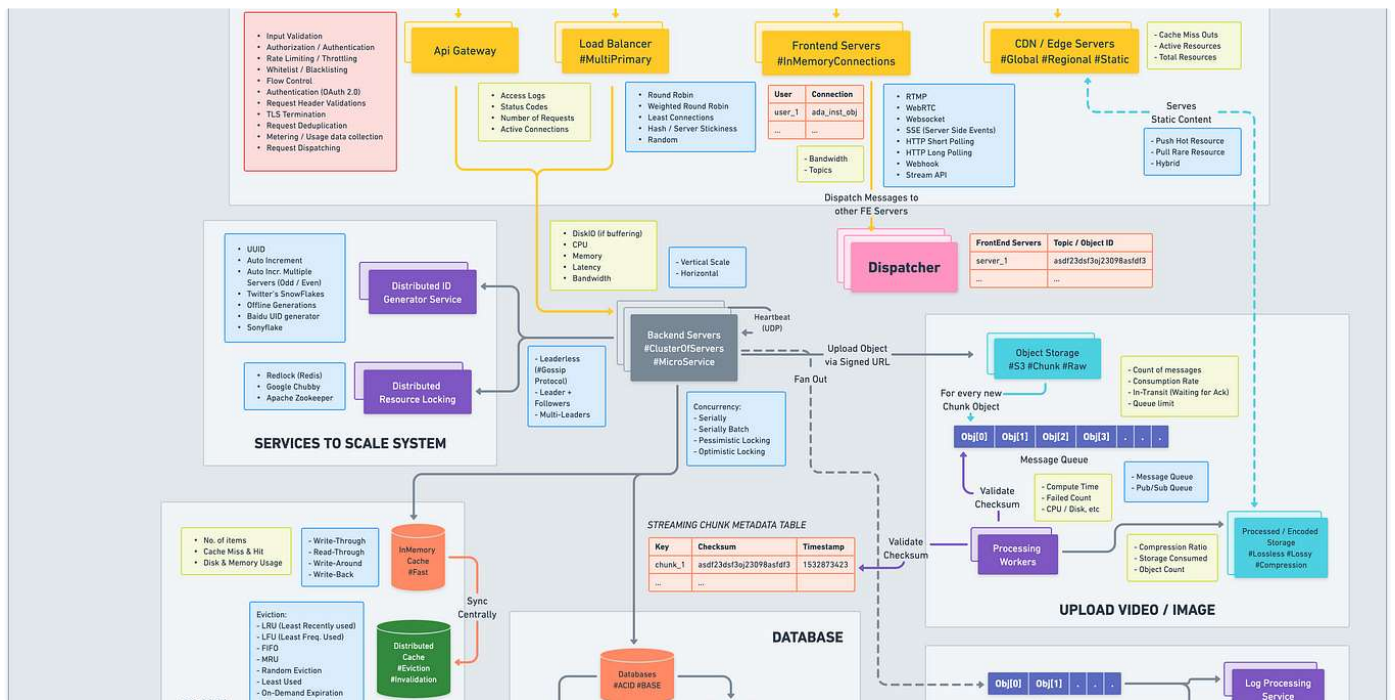 Input Validation
Authorization / Authentication
Rate Limiting / Throttling
Whitelist / Blacklisting
Flow Control
Authentication (OAuth 2.0)
Request Header Validations
TLS Termination
Request Deduplication
Metering / Usage data collection
Request Dispatching
Api Gateway
Load Balancer
#MultiPrimary
Frontend Servers
#InMemoryConnections
CDN / Edge Servers
#Global #Regional #Static
- Cache Miss Outs
- Active Resources
- Total Resources
Access Logs
Status Codes
Number of Requests
Active Connections
Round Robin
Weighted Round Robin
Least Connections
Hash / Server Stickiness
Random
User Connection
user_1 ada_inst_obj
... ...
- Bandwidth
- Topics
RTMP
WebRTC
Websocket
SSE (Server Side Events)
HTTP Short Polling
HTTP Long Polling
Webhook
Stream API
Serves
Static Content
- Push Hot Resource
- Pull Rare Resource
- Hybrid
Dispatch Messages to
other FE Servers
Dispatcher
FrontEnd Servers Topic / Object ID
server_1 asdf23dsf3oj23098asfdf3
... ...
UUID
Auto Increment
Auto Incr. Multiple
Servers (Odd / Even)
Twitter's SnowFlakes
Offline Generations
Baidu UID generator
Sonyflake
Distributed ID
Generator Service
Redlock (Redis)
Google Chubby
Apache Zookeeper
Distributed
Resource Locking
SERVICES TO SCALE SYSTEM
DiskIO (if buffering)
CPU
Memory
Latency
Bandwidth
- Vertical Scale
- Horizontal
Backend Servers
#ClusterOfServers
#MicroService
Heartbeat
(UDP)
- Leaderless
(#Gossip
Protocol)
- Leader +
Followers
- Multi-Leaders
Concurrency:
- Serially
- Serially Batch
- Pessimistic Locking
- Optimistic Locking
Upload Object
via Signed URL
Fan Out
Object Storage
#S3 #Chunk #Raw
- Count of messages
- Consumption Rate
- In-Transit (Waiting for Ack)
- Queue limit
For every new
Chunk Object
Obj[0] Obj[1] Obj[2] Obj[3] . . .
Message Queue
Validate
Checksum
- Compute Time
- Failed Count
- CPU / Disk, etc
- Message Queue
- Pub/Sub Queue
Processing
Workers
- Compression Ratio
- Storage Consumed
- Object Count
Processed / Encoded
Storage
#Lossless #Lossy
#Compression
UPLOAD VIDEO / IMAGE
STREAMING CHUNK METADATA TABLE
Key Checksum Timestamp
chunk_1 asdf23dsf3oj23098asfdf3 1532873423
... ...
Validate
Checksum
No. of items
Cache Miss & Hit
Disk & Memory Usage
- Write-Through
- Read-Through
- Write-Around
- Write-Back
InMemory
Cache
#Fast
Sync
Centrally
Eviction:
- LRU (Least Recently used)
- LFU (Least Freq. Used)
- FIFO
- MRU
- Random Eviction
- Least Used
- On-Demand Expiration
Distributed
Cache
#Eviction
#Invalidation
DATABASE
Databases
#ACID #BASE
Obj[0] Obj[1] . . .
Log Processing
Service